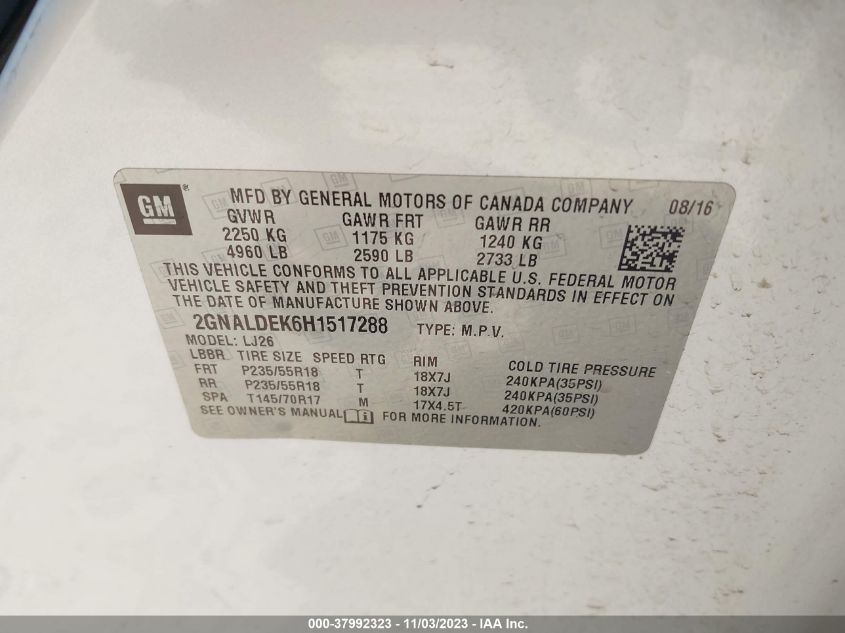 GM ® MFD BY GENERAL MOTORS OF CANADA COMPANY 08/16
GVWR GAWR FRT GAWR RR
2250 KG 1175 KG 1240 KG
4960 LB 2590 LB 2733 LB
THIS VEHICLE CONFORMS TO ALL APPLICABLE U.S. FEDERAL MOTOR
VEHICLE SAFETY AND THEFT PREVENTION STANDARDS IN EFFECT ON
THE DATE OF MANUFACTURE SHOWN ABOVE.
2GNALDEK6H1517288 TYPE: M.P.V.
MODEL: LJ26
LBBR TIRE SIZE SPEED RTG RIM COLD TIRE PRESSURE
FRT P235/55R18 T 18X7J 240KPA(35PSI)
RR P235/55R18 T 18X7J 240KPA(35PSI)
SPA T145/70R17 M 17X4.5T 420KPA(60PSI)
SEE OWNER'S MANUAL FOR MORE INFORMATION.
000-37992323 - 11/03/2023 - IAA Inc.